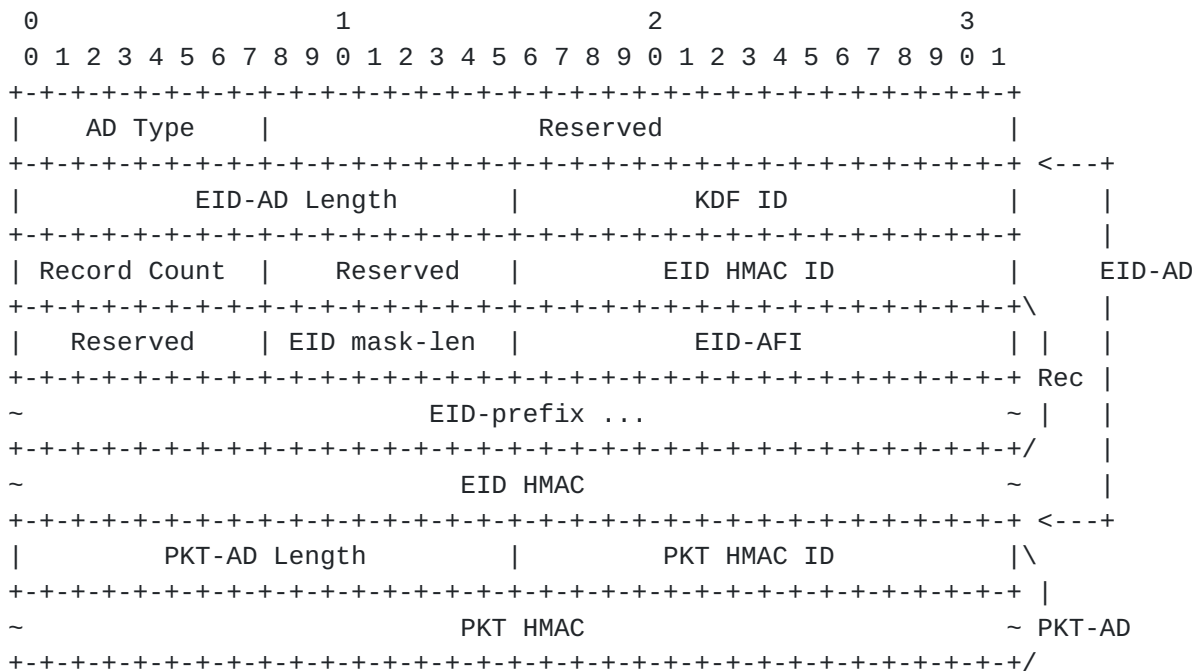 0                   1                   2                   3
 0 1 2 3 4 5 6 7 8 9 0 1 2 3 4 5 6 7 8 9 0 1 2 3 4 5 6 7 8 9 0 1
+-+-+-+-+-+-+-+-+-+-+-+-+-+-+-+-+-+-+-+-+-+-+-+-+-+-+-+-+-+-+-+-+
|    AD Type    |                 Reserved                      |
+-+-+-+-+-+-+-+-+-+-+-+-+-+-+-+-+-+-+-+-+-+-+-+-+-+-+-+-+-+-+-+-+ <---+
|           EID-AD Length       |           KDF ID              |     |
+-+-+-+-+-+-+-+-+-+-+-+-+-+-+-+-+-+-+-+-+-+-+-+-+-+-+-+-+-+-+-+-+     |
| Record Count  |    Reserved   |         EID HMAC ID           |     EID-AD
+-+-+-+-+-+-+-+-+-+-+-+-+-+-+-+-+-+-+-+-+-+-+-+-+-+-+-+-+-+-+-+-+\    |
|   Reserved    | EID mask-len  |           EID-AFI             | |   |
+-+-+-+-+-+-+-+-+-+-+-+-+-+-+-+-+-+-+-+-+-+-+-+-+-+-+-+-+-+-+-+-+ Rec |
~                          EID-prefix ...                       ~ |   |
+-+-+-+-+-+-+-+-+-+-+-+-+-+-+-+-+-+-+-+-+-+-+-+-+-+-+-+-+-+-+-+-+/    |
~                            EID HMAC                           ~     |
+-+-+-+-+-+-+-+-+-+-+-+-+-+-+-+-+-+-+-+-+-+-+-+-+-+-+-+-+-+-+-+-+ <---+
|         PKT-AD Length         |         PKT HMAC ID           |\
+-+-+-+-+-+-+-+-+-+-+-+-+-+-+-+-+-+-+-+-+-+-+-+-+-+-+-+-+-+-+-+-+ |
~                            PKT HMAC                           ~ PKT-AD
+-+-+-+-+-+-+-+-+-+-+-+-+-+-+-+-+-+-+-+-+-+-+-+-+-+-+-+-+-+-+-+-+/